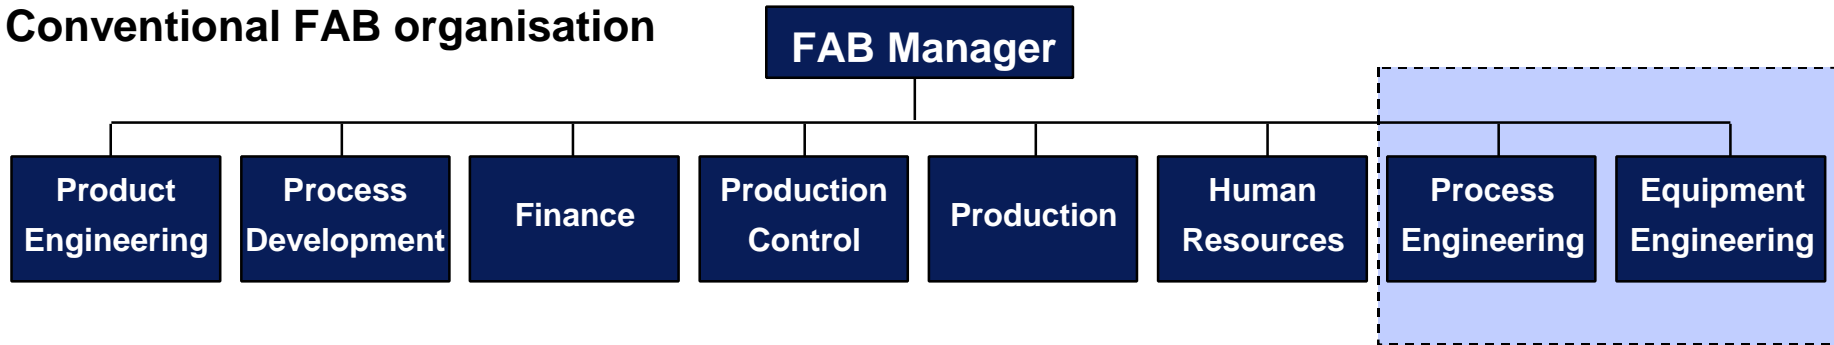 Conventional FAB organisation
FAB Manager
Product
Engineering
Process
Development
Finance
Production
Control
Production
Human
Resources
Process
Engineering
Equipment
Engineering